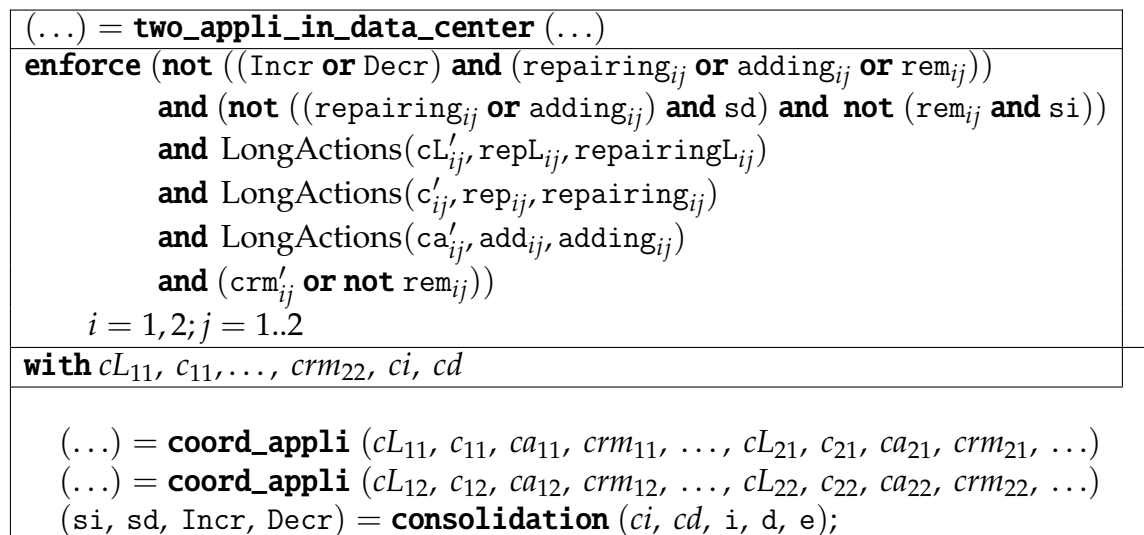 (...) = two_appli_in_data_center (...)
enforce (not ((Incr or Decr) and (repairing_ij or adding_ij or rem_ij))
and (not ((repairing_ij or adding_ij) and sd) and not (rem_ij and si))
and LongActions(cL′_ij, repL_ij, repairingL_ij)
and LongActions(c′_ij, rep_ij, repairing_ij)
and LongActions(ca′_ij, add_ij, adding_ij)
and (crm′_ij or not rem_ij))
i = 1, 2; j = 1..2
with cL_11, c_11, ..., crm_22, ci, cd
(...) = coord_appli (cL_11, c_11, ca_11, crm_11, ..., cL_21, c_21, ca_21, crm_21, ...)
(...) = coord_appli (cL_12, c_12, ca_12, crm_12, ..., cL_22, c_22, ca_22, crm_22, ...)
(si, sd, Incr, Decr) = consolidation (ci, cd, i, d, e);